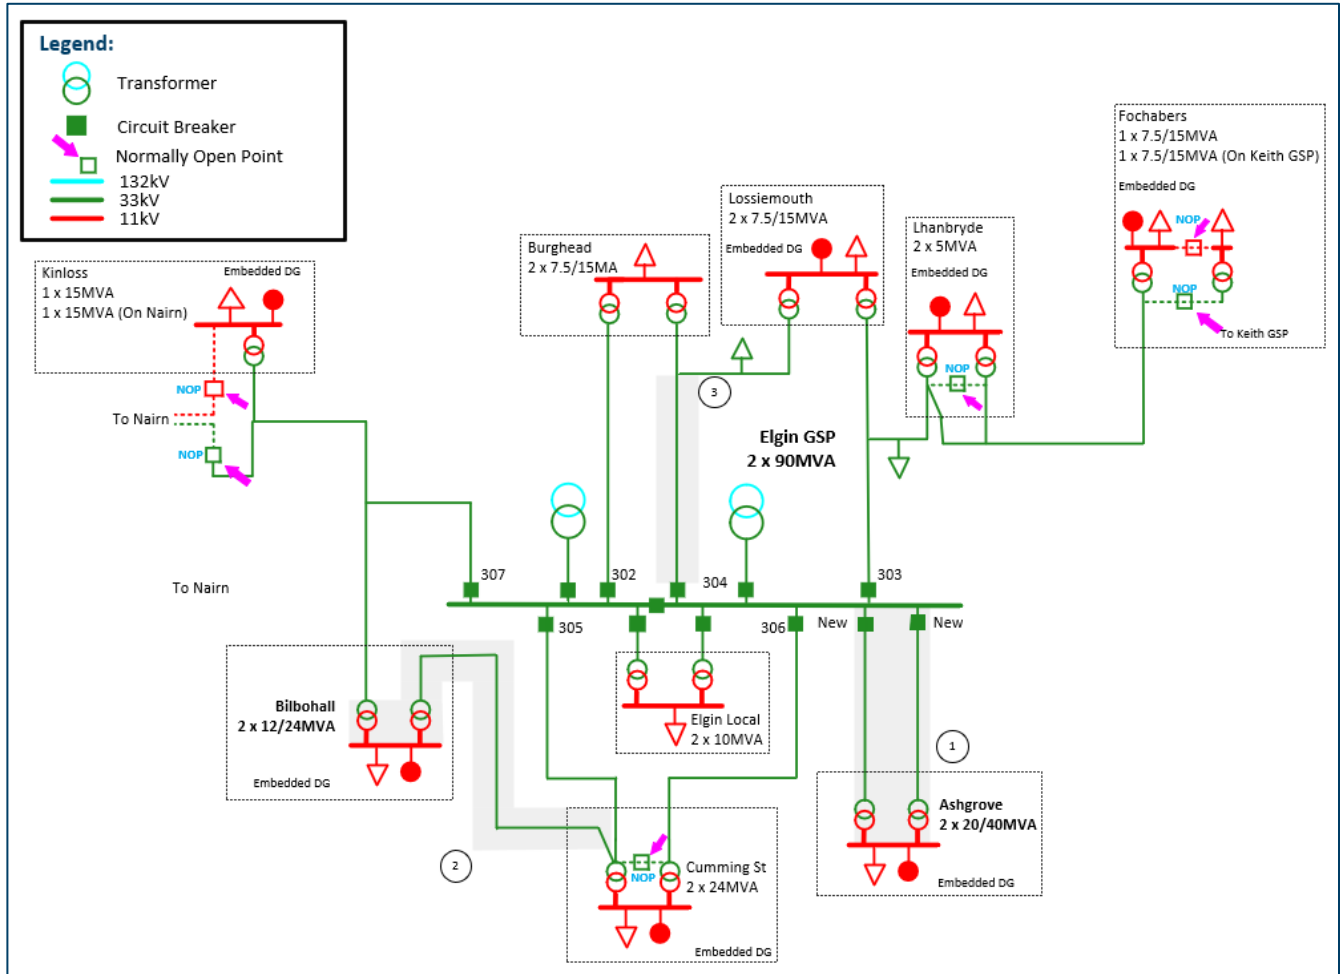 Legend:
Transformer
Circuit Breaker
Normally Open Point
132kV
33kV
11kV
Kinloss
1 x 15MVA
1 x 15MVA (On Nairn)
Embedded DG
NOP
To Nairn
NOP
To Nairn
Burghead
2 x 7.5/15MA
Lossiemouth
2 x 7.5/15MVA
Embedded DG
Lhanbryde
2 x 5MVA
Embedded DG
NOP
Fochabers
1 x 7.5/15MVA
1 x 7.5/15MVA (On Keith GSP)
Embedded DG
NOP
NOP
To Keith GSP
3
Elgin GSP
2 x 90MVA
307
302
304
303
305
306
New
New
Bilbohall
2 x 12/24MVA
Embedded DG
Elgin Local
2 x 10MVA
1
Ashgrove
2 x 20/40MVA
Embedded DG
2
Cumming St
2 x 24MVA
NOP
Embedded DG